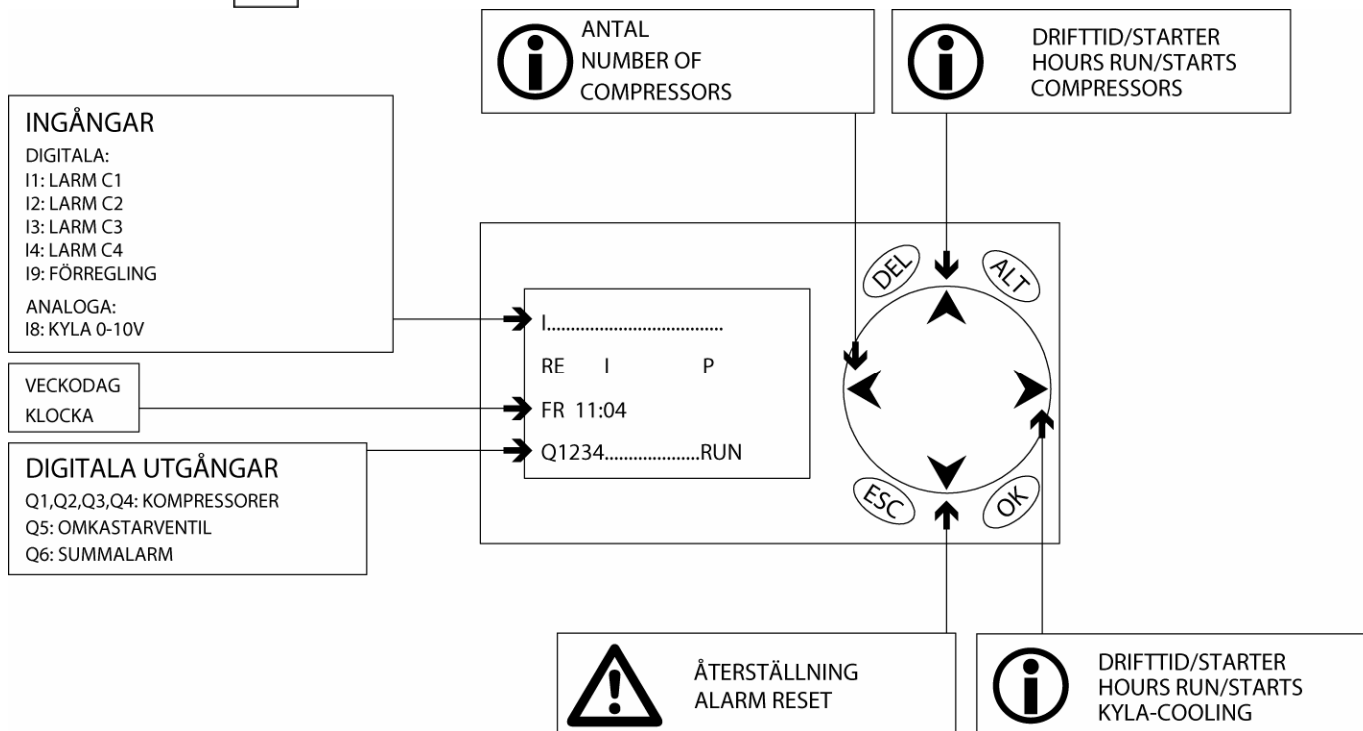 ANTAL
NUMBER OF
COMPRESSORS
DRIFTTID/STARTER
HOURS RUN/STARTS
COMPRESSORS
INGÅNGAR
DIGITALA:
I1: LARM C1
I2: LARM C2
I3: LARM C3
I4: LARM C4
I9: FÖRREGLING
ANALOGA:
I8: KYLA 0-10V
VECKODAG
KLOCKA
DIGITALA UTGÅNGAR
Q1,Q2,Q3,Q4: KOMPRESSORER
Q5: OMKASTARVENTIL
Q6: SUMMALARM
I....................................
RE I P
FR 11:04
Q1234....................RUN
DEL
ALT
ESC
OK
ÅTERSTÄLLNING
ALARM RESET
DRIFTTID/STARTER
HOURS RUN/STARTS
KYLA-COOLING